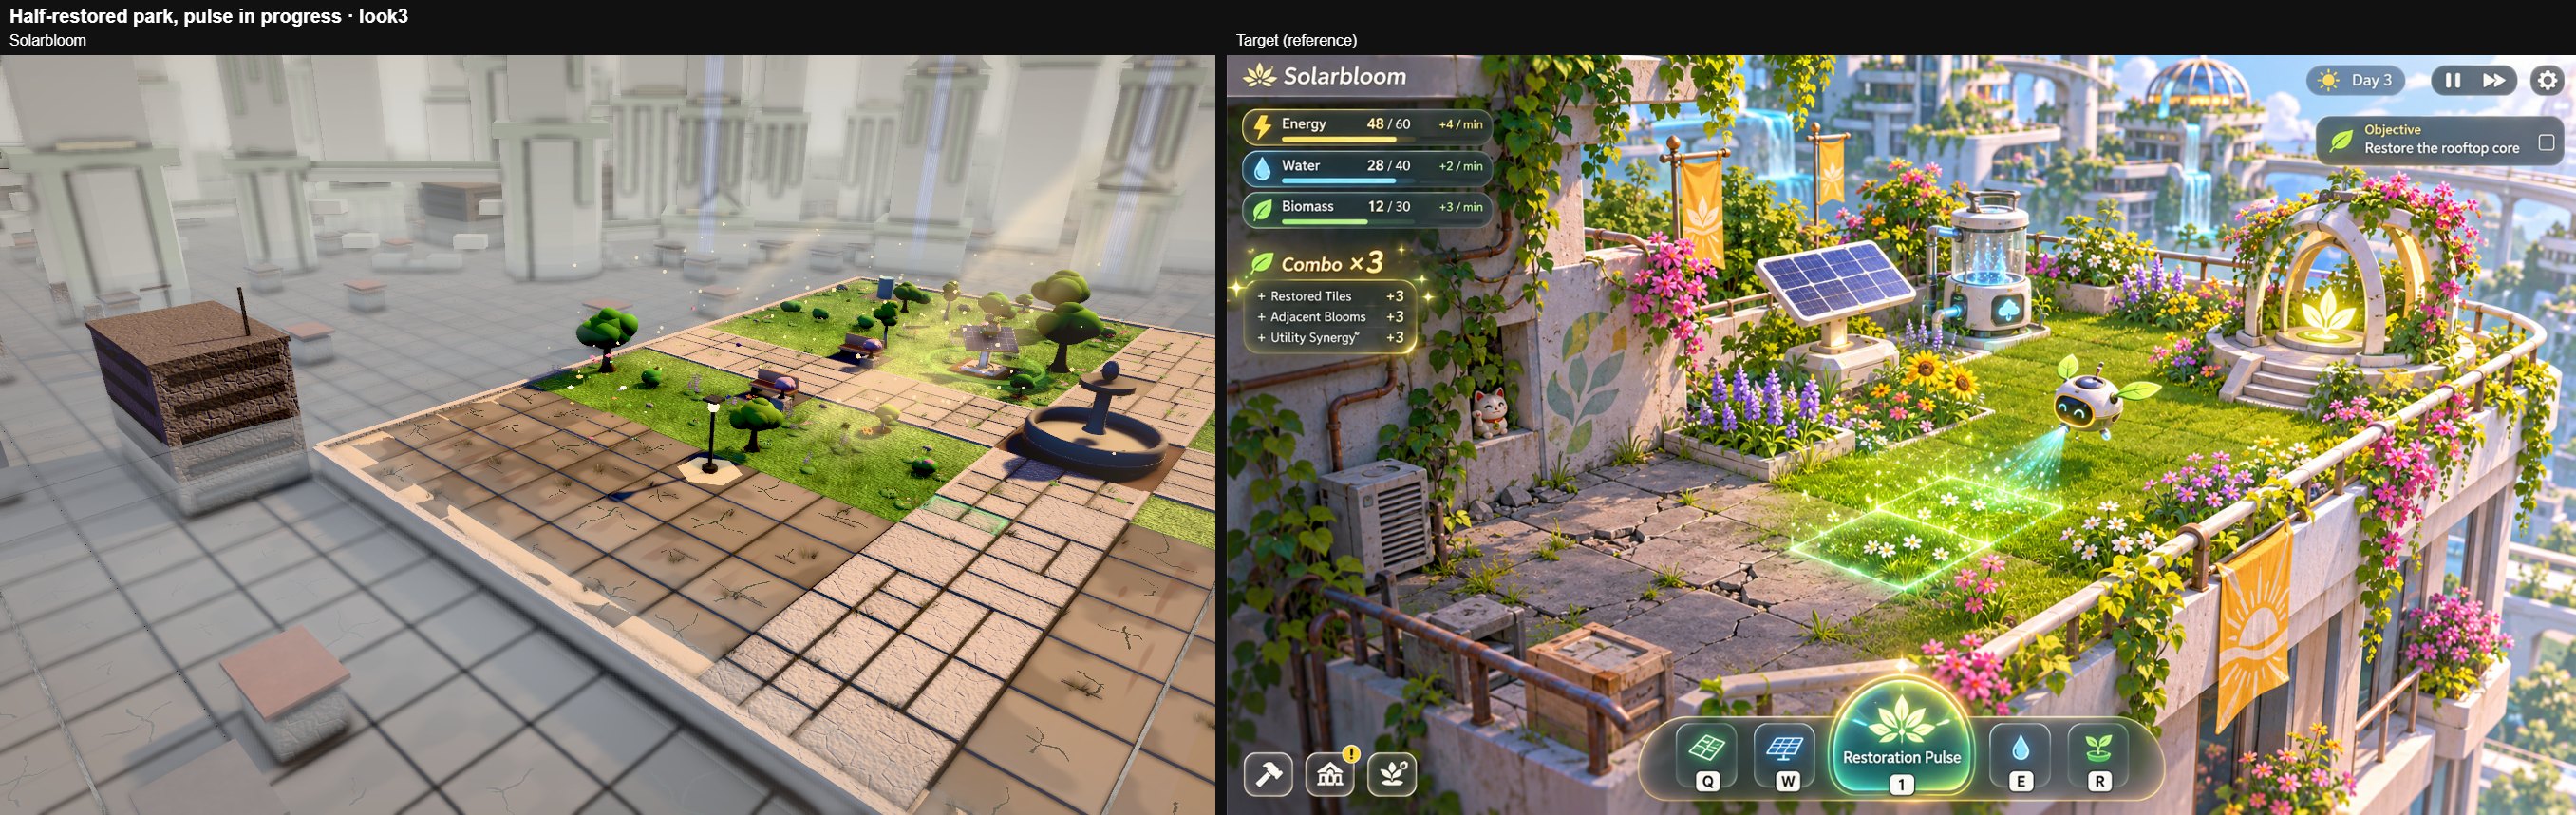 Half-restored park, pulse in progress · look3
Solarbloom
Target (reference)
Solarbloom
Day 3
Energy 48 / 60 +4 / min
Water 28 / 40 +2 / min
Biomass 12 / 30 +3 / min
Objective
Restore the rooftop core
Combo ×3
+ Restored Tiles +3
+ Adjacent Blooms +3
+ Utility Synergy" +3
!
Restoration Pulse
Q
W
1
E
R